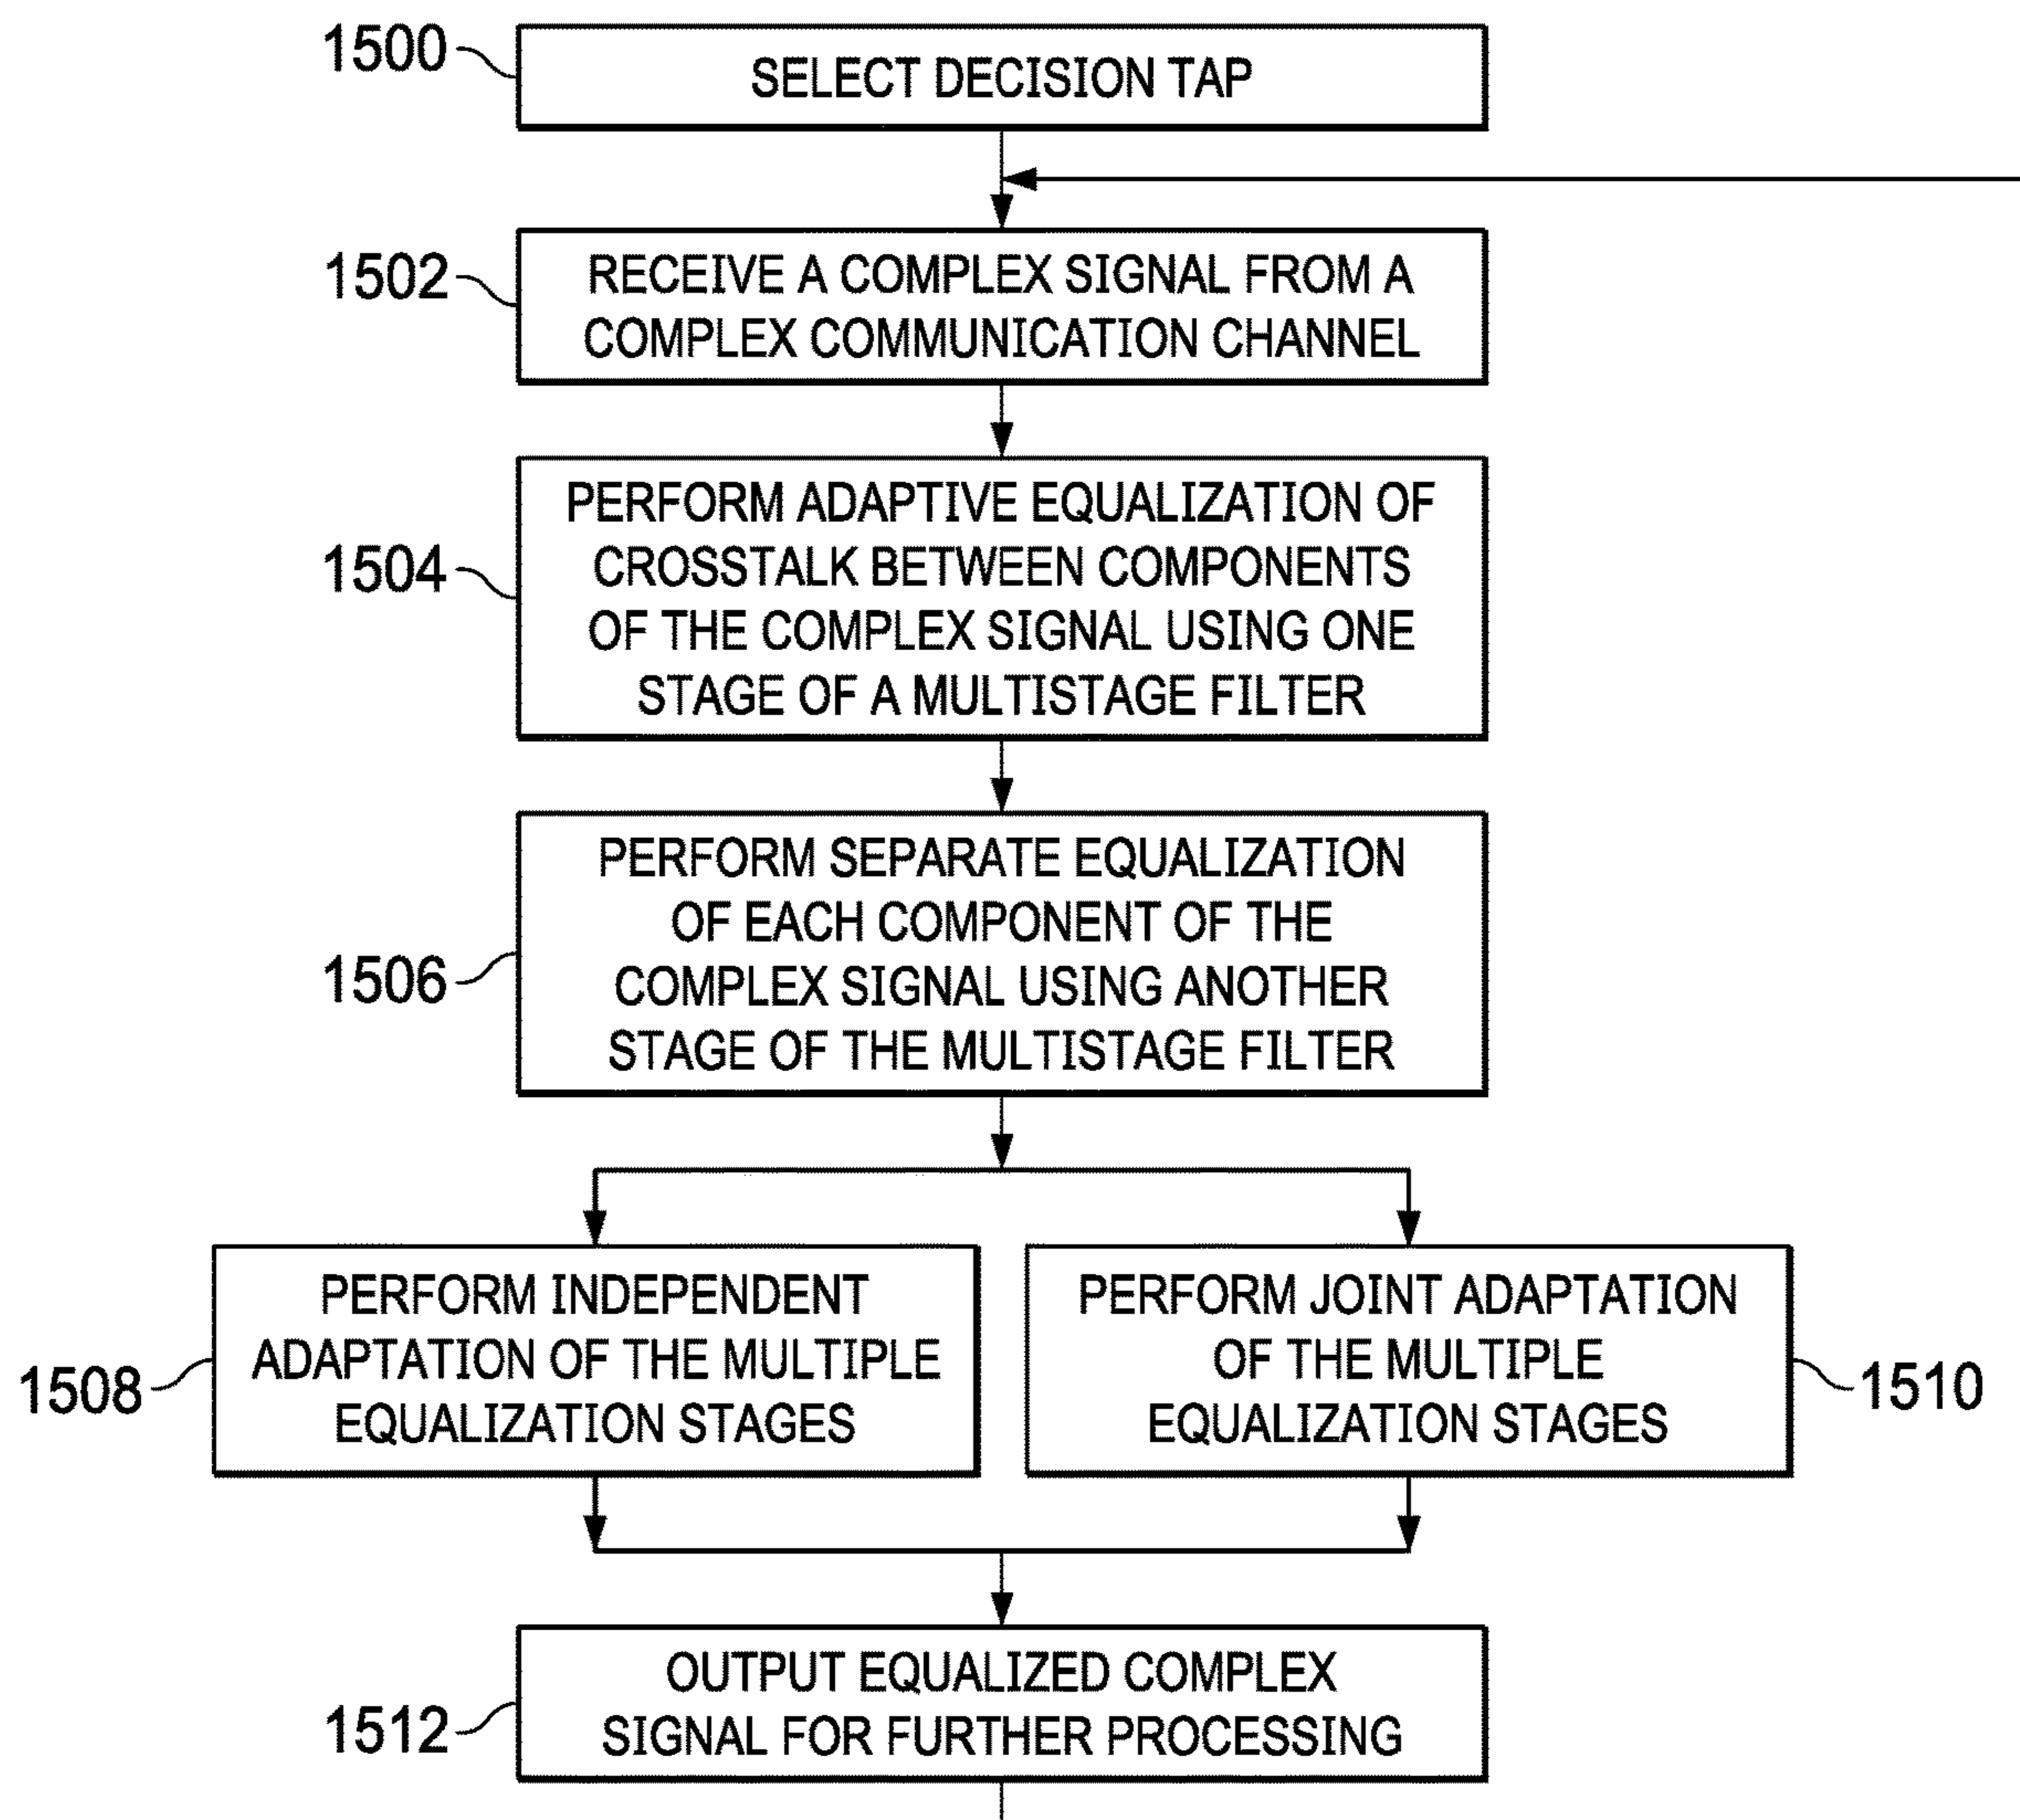 1500
SELECT DECISION TAP
1502
RECEIVE A COMPLEX SIGNAL FROM A
COMPLEX COMMUNICATION CHANNEL
1504
PERFORM ADAPTIVE EQUALIZATION OF
CROSSTALK BETWEEN COMPONENTS
OF THE COMPLEX SIGNAL USING ONE
STAGE OF A MULTISTAGE FILTER
1506
PERFORM SEPARATE EQUALIZATION
OF EACH COMPONENT OF THE
COMPLEX SIGNAL USING ANOTHER
STAGE OF THE MULTISTAGE FILTER
1508
PERFORM INDEPENDENT
ADAPTATION OF THE MULTIPLE
EQUALIZATION STAGES
PERFORM JOINT ADAPTATION
OF THE MULTIPLE
EQUALIZATION STAGES
1510
1512
OUTPUT EQUALIZED COMPLEX
SIGNAL FOR FURTHER PROCESSING